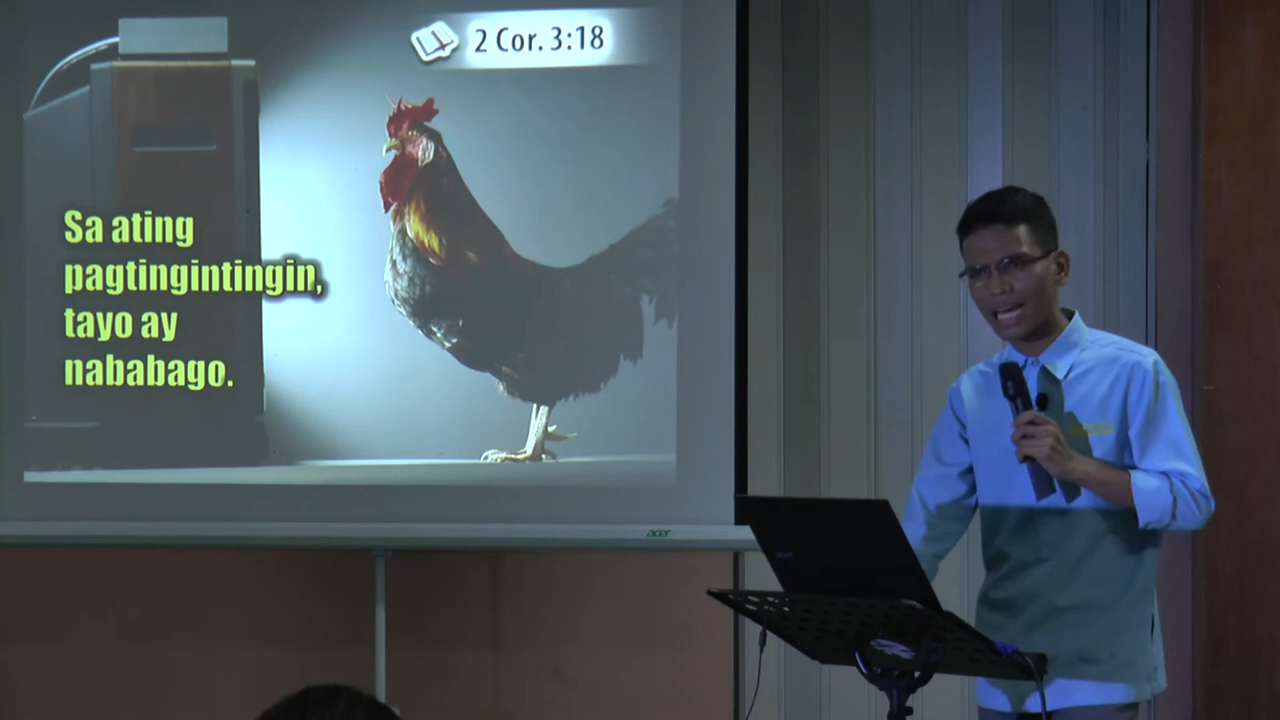 2 Cor. 3:18
Sa ating
pagtingintingin,
tayo ay
nababago.
acer